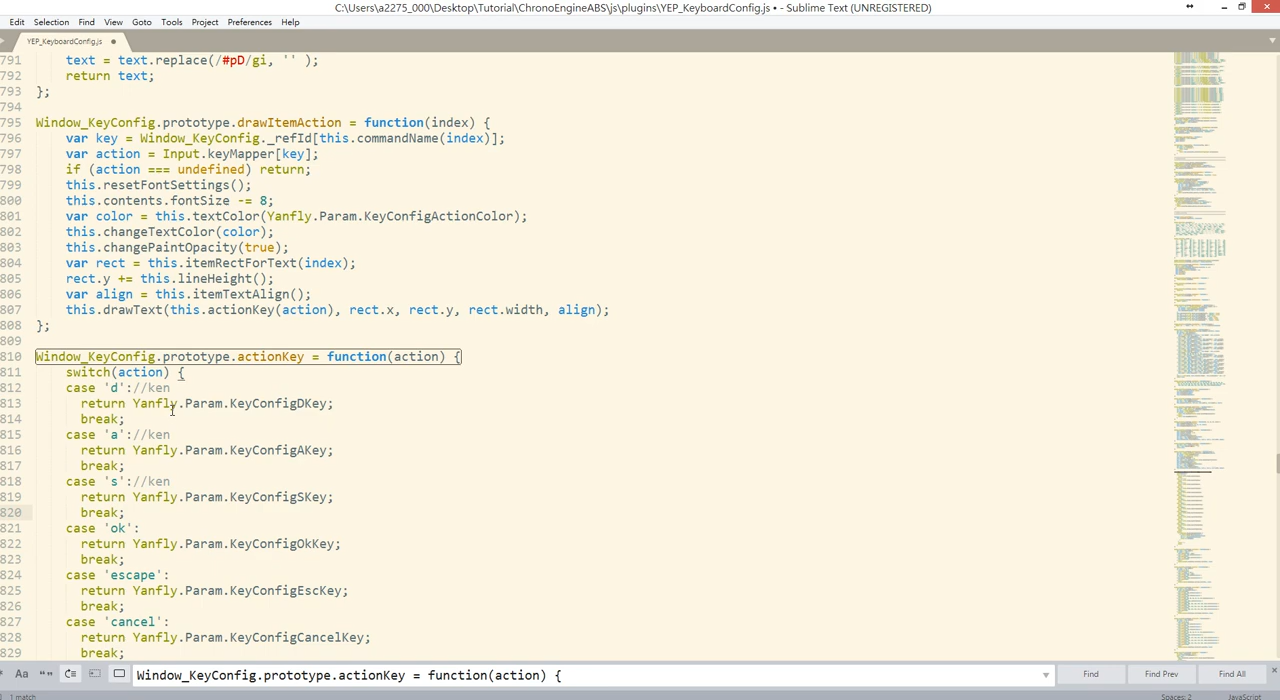 C:\Users\a2275_000\Desktop\Tutorial\ChronoEngineABS\js\plugins\YEP_KeyboardConfig.js • - Sublime Text (UNREGISTERED)
Edit Selection Find View Goto Tools Project Preferences Help
YEP_KeyboardConfig.js
791 text = text.replace(/#pD/gi, '' );
792 return text;
793 };
794
795 Window_KeyConfig.prototype.drawItemAction = function(index) {
796 var key = Window_KeyConfig._refId[this.commandName(index)];
797 var action = Input.keyMapper[key];
798 if (action === undefined) return;
799 this.resetFontSettings();
800 this.contents.fontSize -= 8;
801 var color = this.textColor(Yanfly.Param.KeyConfigActionColor);
802 this.changeTextColor(color);
803 this.changePaintOpacity(true);
804 var rect = this.itemRectForText(index);
805 rect.y += this.lineHeight();
806 var align = this.itemTextAlign();
807 this.drawText(this.actionKey(action), rect.x, rect.y, rect.width, align);
808 };
809
810 Window_KeyConfig.prototype.actionKey = function(action) {
811 switch(action) {
812 case 'd'://ken
813 return Yanfly.Param.KeyConfigDKey;
814 break;
815 case 'a'://ken
816 return Yanfly.Param.KeyConfigAKey;
817 break;
818 case 's'://ken
819 return Yanfly.Param.KeyConfigSKey;
820 break;
821 case 'ok':
822 return Yanfly.Param.KeyConfigOkKey;
823 break;
824 case 'escape':
825 return Yanfly.Param.KeyConfigEscKey;
826 break;
827 case 'cancel':
828 return Yanfly.Param.KeyConfigCancelKey;
829 break;
Aa Window_KeyConfig.prototype.actionKey = function(action) { Find Find Prev Find All
1 match Spaces: 2 JavaScript